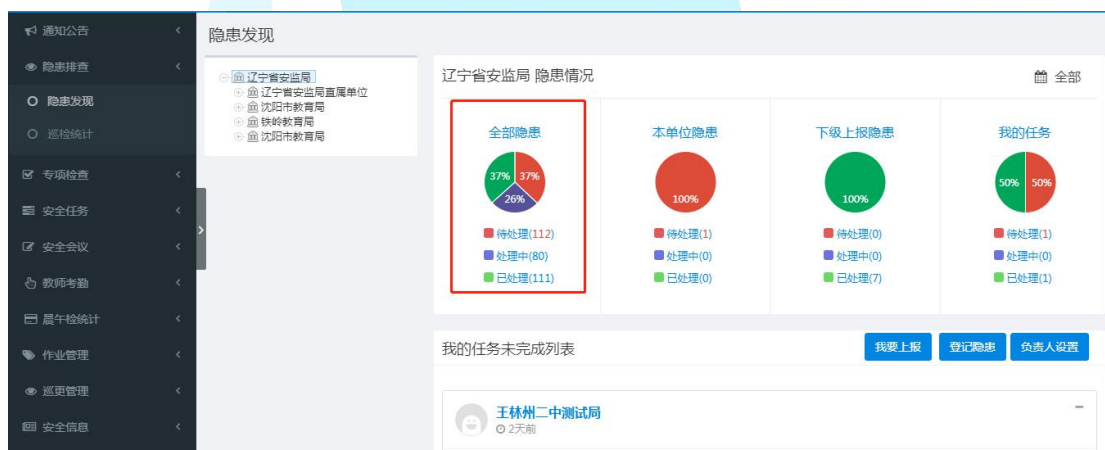 通知公告
隐患排查
隐患发现
巡检统计
专项检查
安全任务
安全会议
教师考勤
晨午检统计
作业管理
巡更管理
安全信息
隐患发现
辽宁省安监局
辽宁省安监局直属单位
沈阳市教育局
铁岭教育局
沈阳市教育局
辽宁省安监局 隐患情况
全部
全部隐患
37% 37%
26%
待处理(112)
处理中(80)
已处理(111)
本单位隐患
100%
待处理(1)
处理中(0)
已处理(0)
下级上报隐患
100%
待处理(0)
处理中(0)
已处理(7)
我的任务
50% 50%
待处理(1)
处理中(0)
已处理(1)
我的任务未完成列表
我要上报 登记隐患 负责人设置
王林州二中测试局
2天前